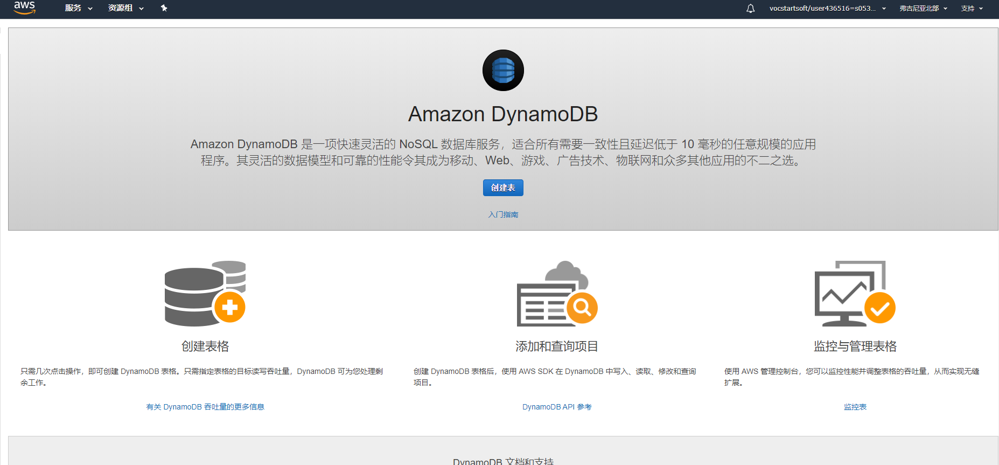 aws 服务 资源组 vocstartsoft/user436516=s053... 弗吉尼亚北部 支持
Amazon DynamoDB
Amazon DynamoDB 是一项快速灵活的 NoSQL 数据库服务，适合所有需要一致性且延迟低于 10 毫秒的任意规模的应用
程序。其灵活的数据模型和可靠的性能令其成为移动、Web、游戏、广告技术、物联网和众多其他应用的不二之选。
创建表
入门指南
创建表格
只需几次点击操作，即可创建 DynamoDB 表格。只需指定表格的目标读写吞吐量，DynamoDB 可为您处理剩
余工作。
有关 DynamoDB 吞吐量的更多信息
添加和查询项目
创建 DynamoDB 表格后，使用 AWS SDK 在 DynamoDB 中写入、读取、修改和查询
项目。
DynamoDB API 参考
监控与管理表格
使用 AWS 管理控制台，您可以监控性能并调整表格的吞吐量，从而实现无缝
扩展。
监控表
DynamoDB 文档和支持